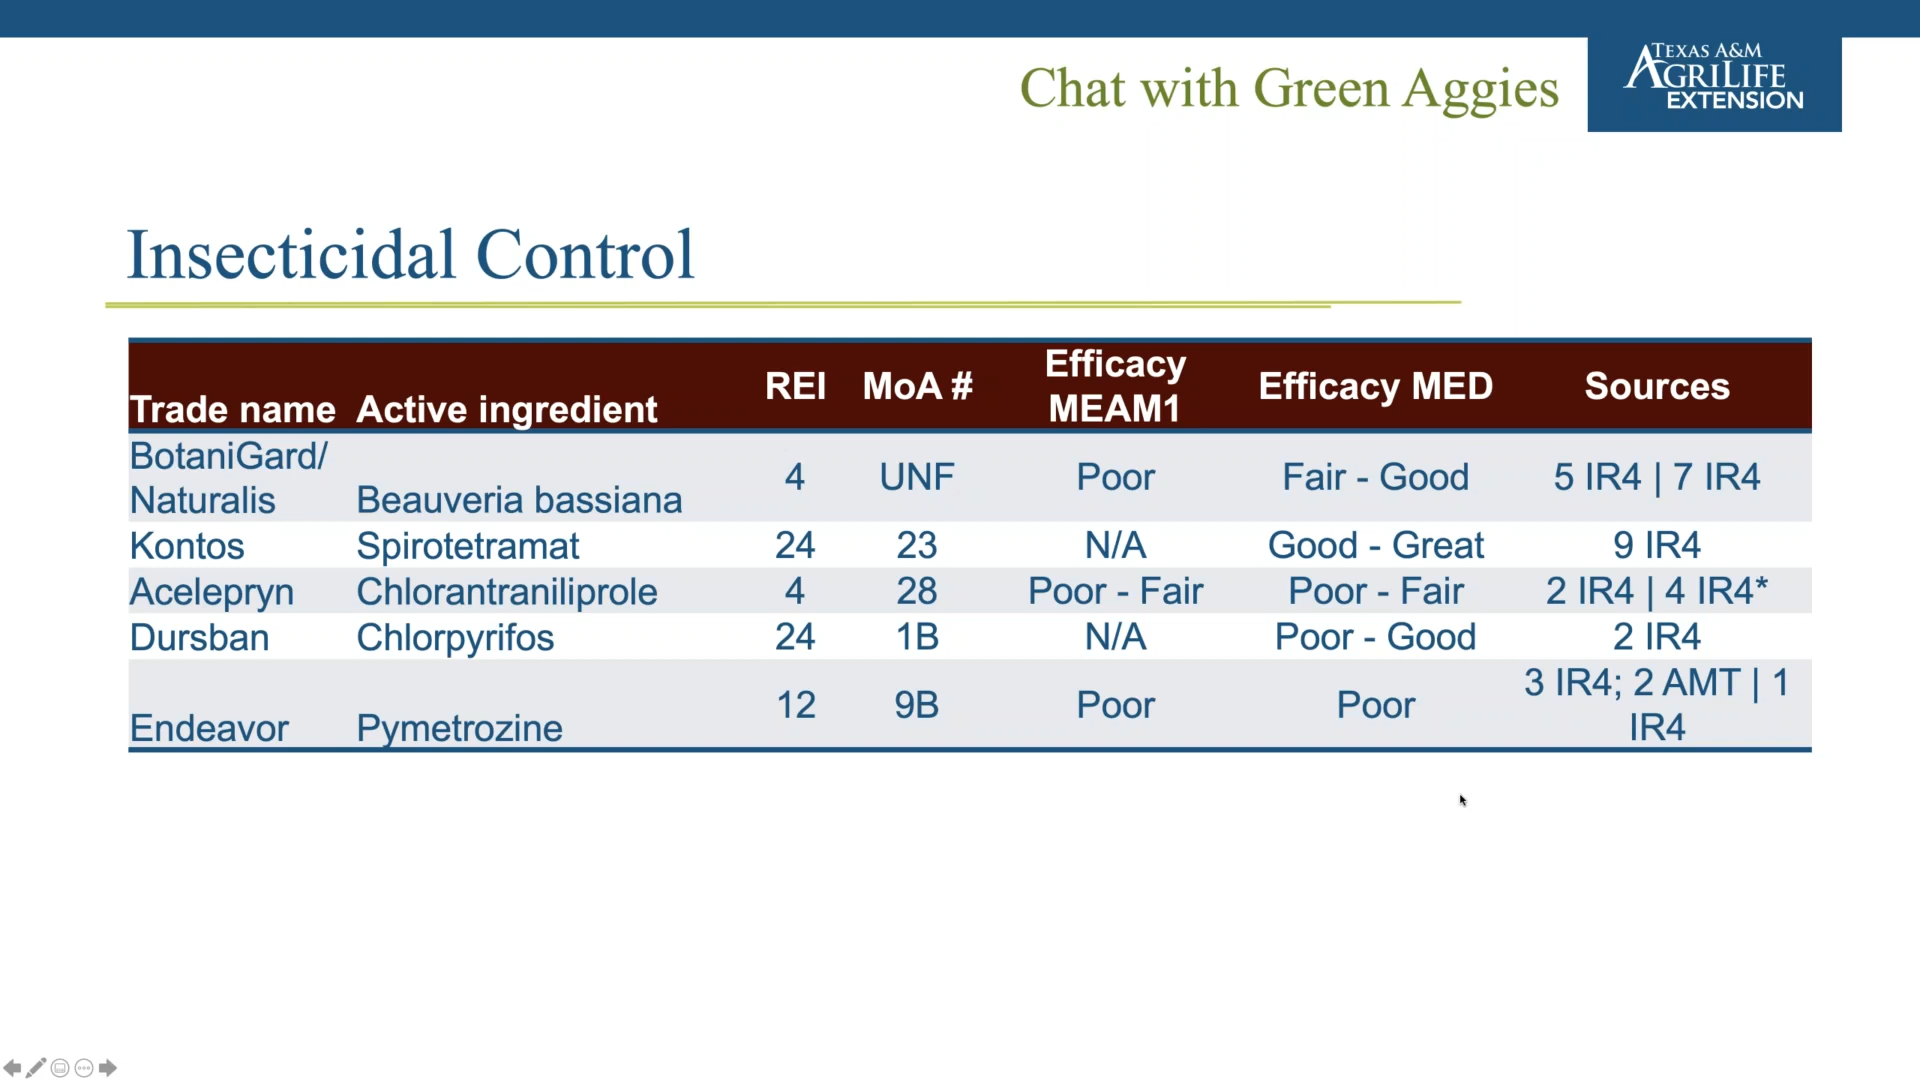 Chat with Green Aggies
TEXAS A&M
AGRILIFE
EXTENSION
Insecticidal Control
Trade name Active ingredient REI MoA # Efficacy MEAM1 Efficacy MED Sources
BotaniGard/ Naturalis Beauveria bassiana 4 UNF Poor Fair - Good 5 IR4 | 7 IR4
Kontos Spirotetramat 24 23 N/A Good - Great 9 IR4
Acelepryn Chlorantraniliprole 4 28 Poor - Fair Poor - Fair 2 IR4 | 4 IR4*
Dursban Chlorpyrifos 24 1B N/A Poor - Good 2 IR4
Endeavor Pymetrozine 12 9B Poor Poor 3 IR4; 2 AMT | 1 IR4